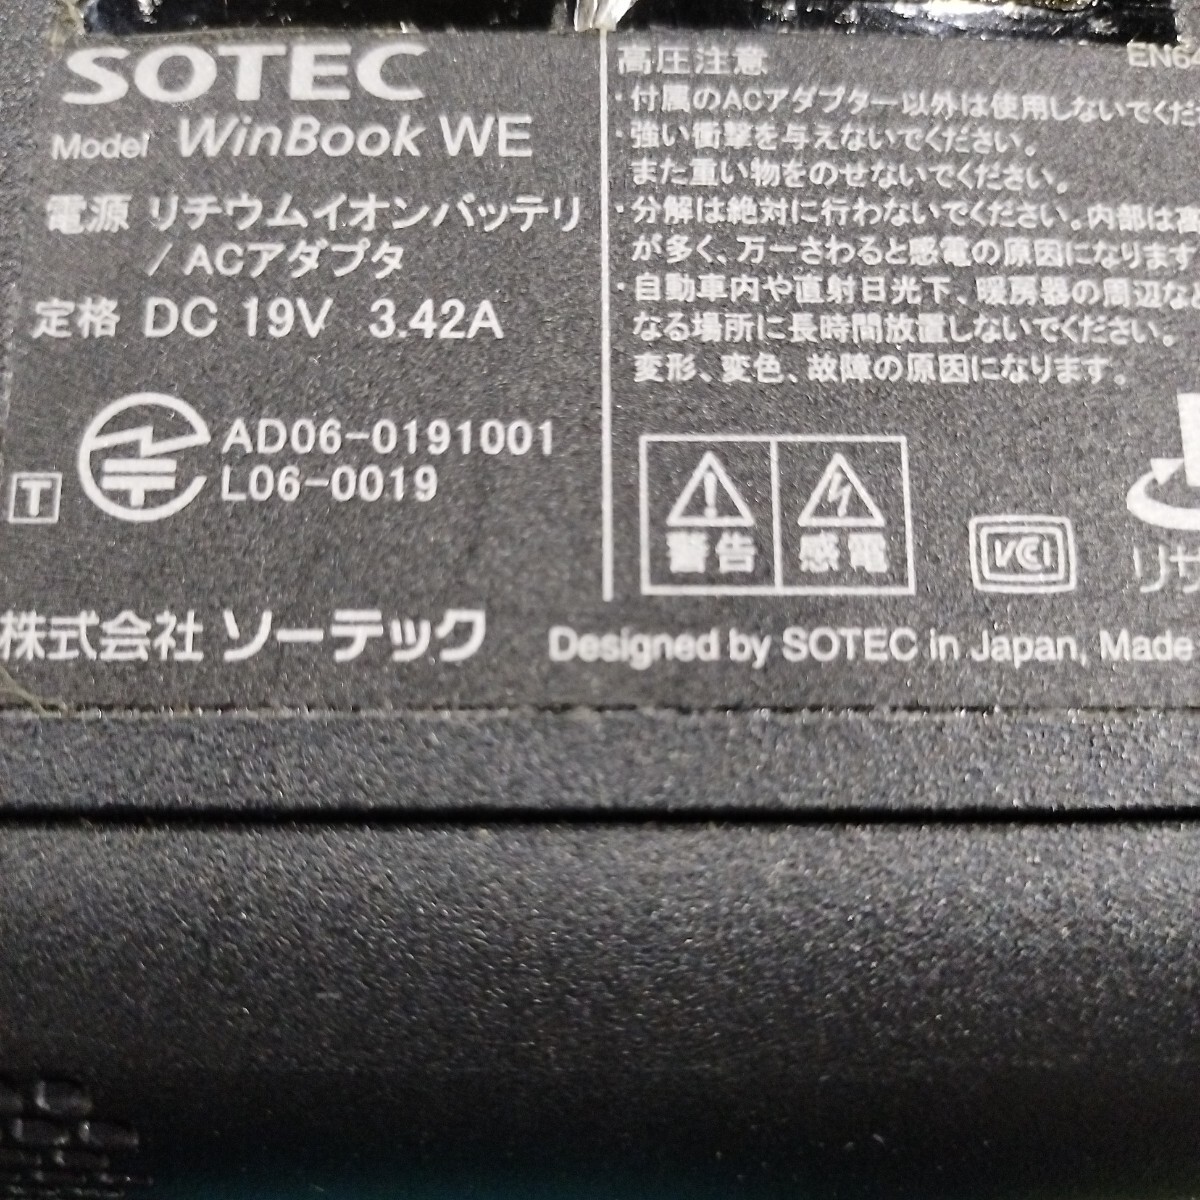 SOTEC
Model WinBook WE
電源 リチウムイオンバッテリ
/ACアダプタ
定格 DC 19V 3.42A
AD06-0191001
L06-0019
T
株式会社 ソーテック
EN64
高圧注意
・付属のACアダプター以外は使用しないでくだ
・強い衝撃を与えないでください。
また重い物をのせないでください。
・分解は絶対に行わないでください。内部は高
が多く、万一さわると感電の原因になります
・自動車内や直射日光下、暖房器の周辺な
なる場所に長時間放置しないでください。
変形、変色、故障の原因になります。
警告 感電
VCCI
リサ
Designed by SOTEC in Japan, Made